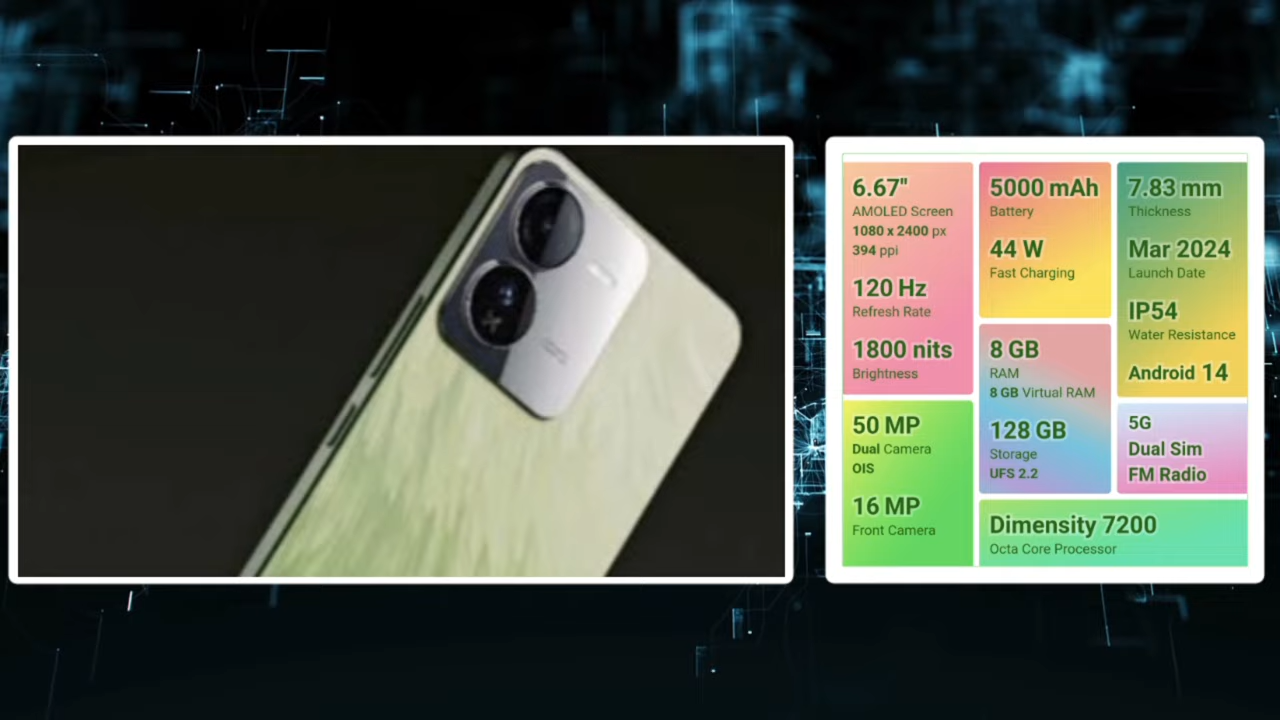 6.67"
AMOLED Screen
1080 x 2400 px
394 ppi
120 Hz
Refresh Rate
1800 nits
Brightness
50 MP
Dual Camera
OIS
16 MP
Front Camera
5000 mAh
Battery
44 W
Fast Charging
8 GB
RAM
8 GB Virtual RAM
128 GB
Storage
UFS 2.2
7.83 mm
Thickness
Mar 2024
Launch Date
IP54
Water Resistance
Android 14
5G
Dual Sim
FM Radio
Dimensity 7200
Octa Core Processor